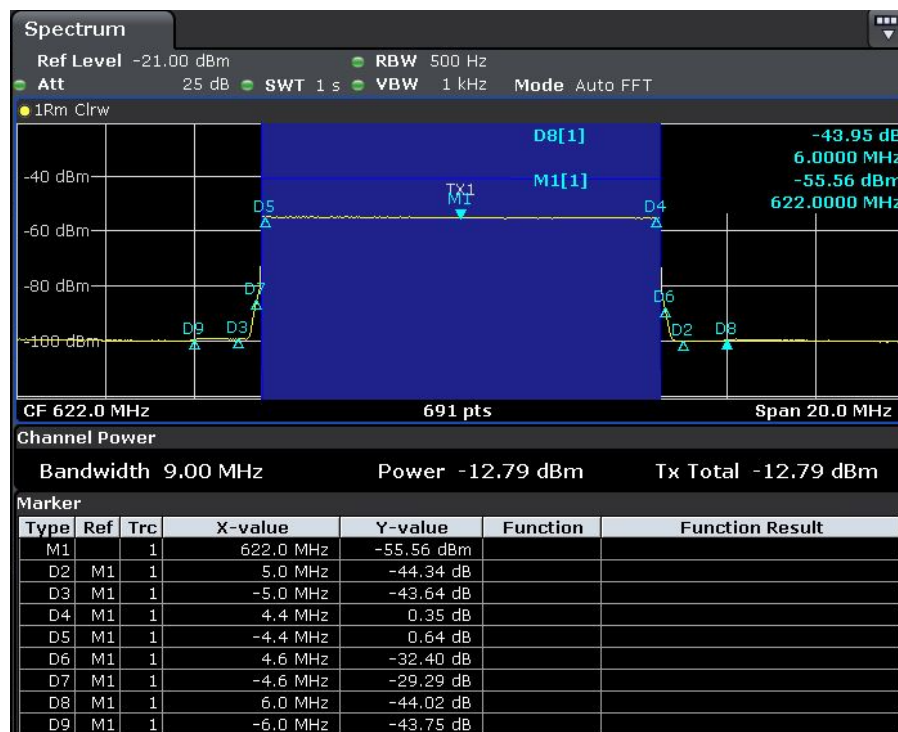 Spectrum
Ref Level -21.00 dBm RBW 500 Hz
Att 25 dB SWT 1 s VBW 1 kHz Mode Auto FFT
1Rm Clrw
D8[1] -43.95 dB
6.0000 MHz
-40 dBm M1[1] -55.56 dBm
TX1
D5 M1 D4 622.0000 MHz
-60 dBm
-80 dBm D7 D6
D9 D3 D2 D8
-100 dBm
CF 622.0 MHz 691 pts Span 20.0 MHz
Channel Power
Bandwidth 9.00 MHz Power -12.79 dBm Tx Total -12.79 dBm
Marker
Type Ref Trc X-value Y-value Function Function Result
M1 1 622.0 MHz -55.56 dBm
D2 M1 1 5.0 MHz -44.34 dB
D3 M1 1 -5.0 MHz -43.64 dB
D4 M1 1 4.4 MHz 0.35 dB
D5 M1 1 -4.4 MHz 0.64 dB
D6 M1 1 4.6 MHz -32.40 dB
D7 M1 1 -4.6 MHz -29.29 dB
D8 M1 1 6.0 MHz -44.02 dB
D9 M1 1 -6.0 MHz -43.75 dB